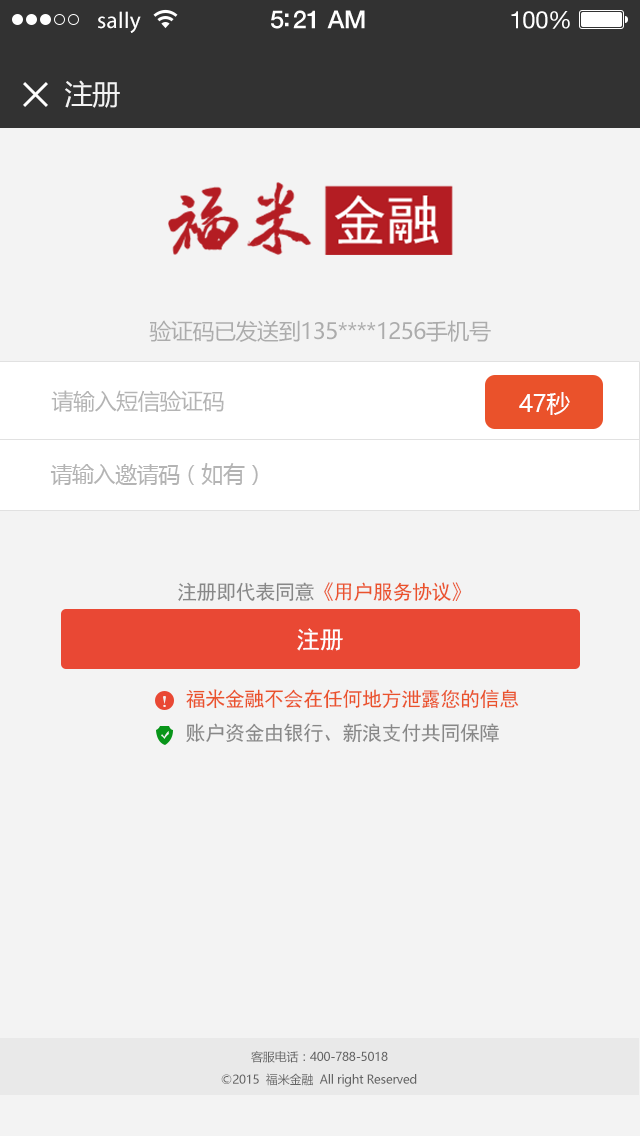 sally 5:21 AM 100%
注册
福米 金融
验证码已发送到135****1256手机号
请输入短信验证码 47秒
请输入邀请码（如有）
注册即代表同意《用户服务协议》
注册
福米金融不会在任何地方泄露您的信息
账户资金由银行、新浪支付共同保障
客服电话：400-788-5018
©2015 福米金融 All right Reserved